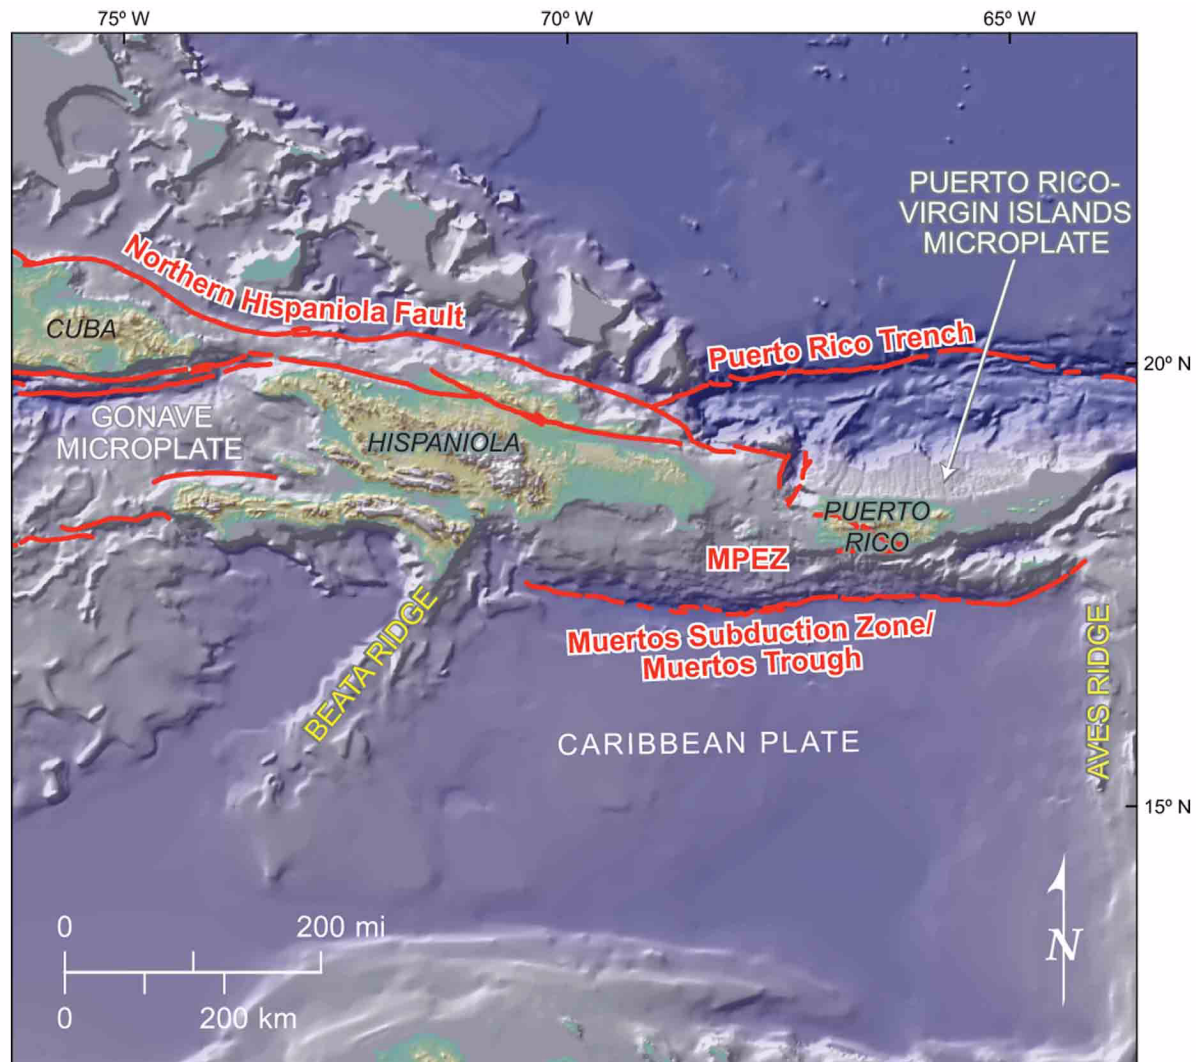 75° W
70° W
65° W
PUERTO RICO-
VIRGIN ISLANDS
MICROPLATE
Northern Hispaniola Fault
CUBA
Puerto Rico Trench
20° N
GONAVE
MICROPLATE
HISPANIOLA
PUERTO
RICO
MPEZ
BEATA RIDGE
Muertos Subduction Zone/
Muertos Trough
AVES RIDGE
CARIBBEAN PLATE
15° N
0
200 mi
0
200 km
N